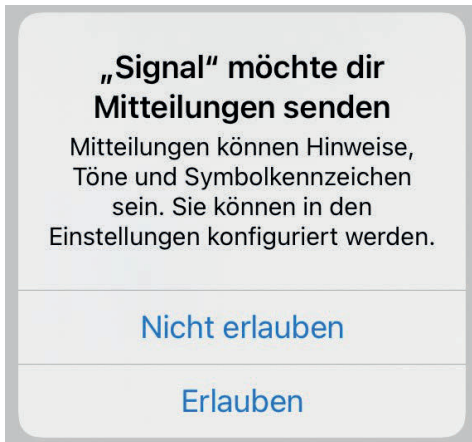 „Signal“ möchte dir
Mitteilungen senden
Mitteilungen können Hinweise,
Töne und Symbolkennzeichen
sein. Sie können in den
Einstellungen konfiguriert werden.
Nicht erlauben
Erlauben